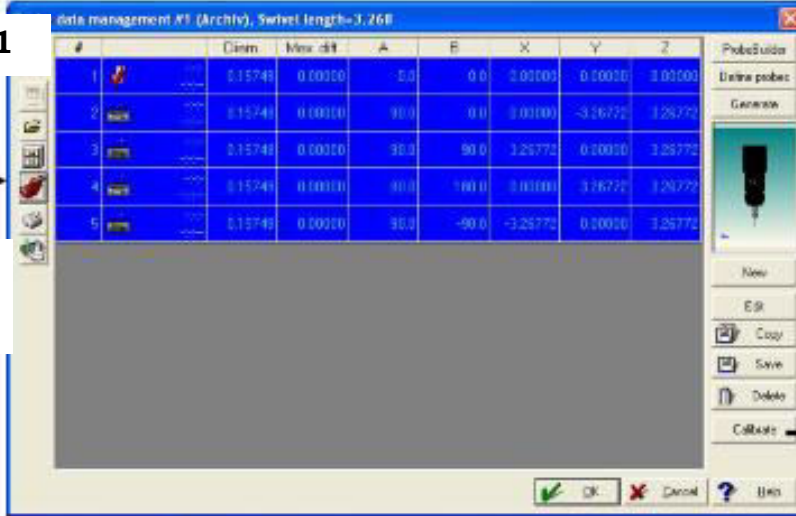 data management #1 (Archiv), Swivel length=3.268
1
# Diam Max. diff. A B X Y Z
1 0.15748 0.00000 0.0 0.0 0.00000 0.00000 0.00000
2 0.15748 0.00000 90.0 0.0 0.00000 -3.26772 3.26772
3 0.15748 0.00000 90.0 90.0 3.26772 0.00000 3.26772
4 0.15748 0.00000 90.0 180.0 0.00000 3.26772 3.26772
5 0.15748 0.00000 90.0 -90.0 -3.26772 0.00000 3.26772
ProbeBuilder
Define probes
Generate
New
Edit
Copy
Save
Delete
Calibrate
OK Cancel Help